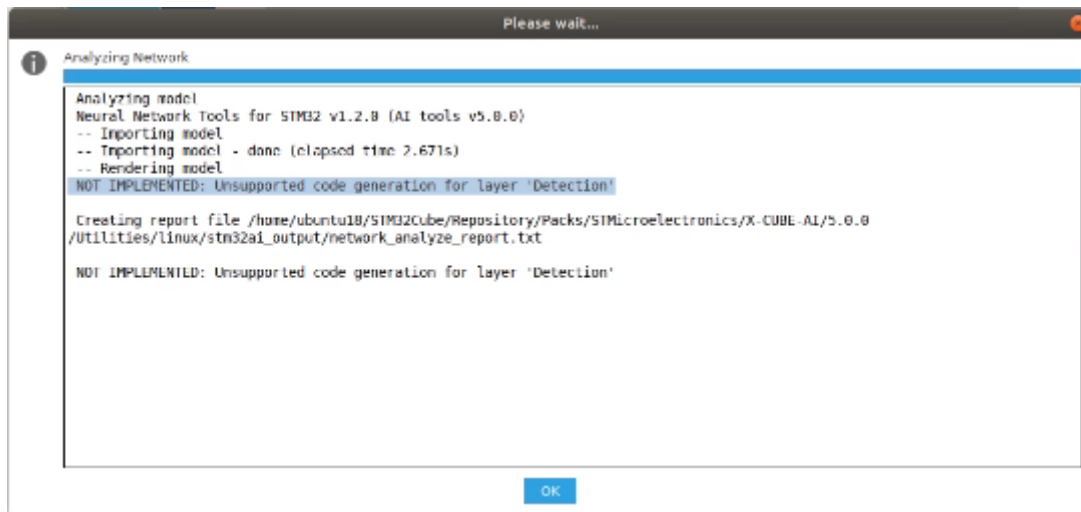 Please wait...
Analyzing Network
Analyzing model
Neural Network Tools for STM32 v1.2.0 (AI tools v5.0.0)
-- Importing model
-- Importing model - done (elapsed time 2.671s)
-- Rendering model
NOT IMPLEMENTED: Unsupported code generation for layer 'Detection'
Creating report file /home/ubuntu18/STM32Cube/Repository/Packs/STMicroelectronics/X-CUBE-AI/5.0.0
/Utilities/linux/stm32ai_output/network_analyze_report.txt
NOT IMPLEMENTED: Unsupported code generation for layer 'Detection'
OK